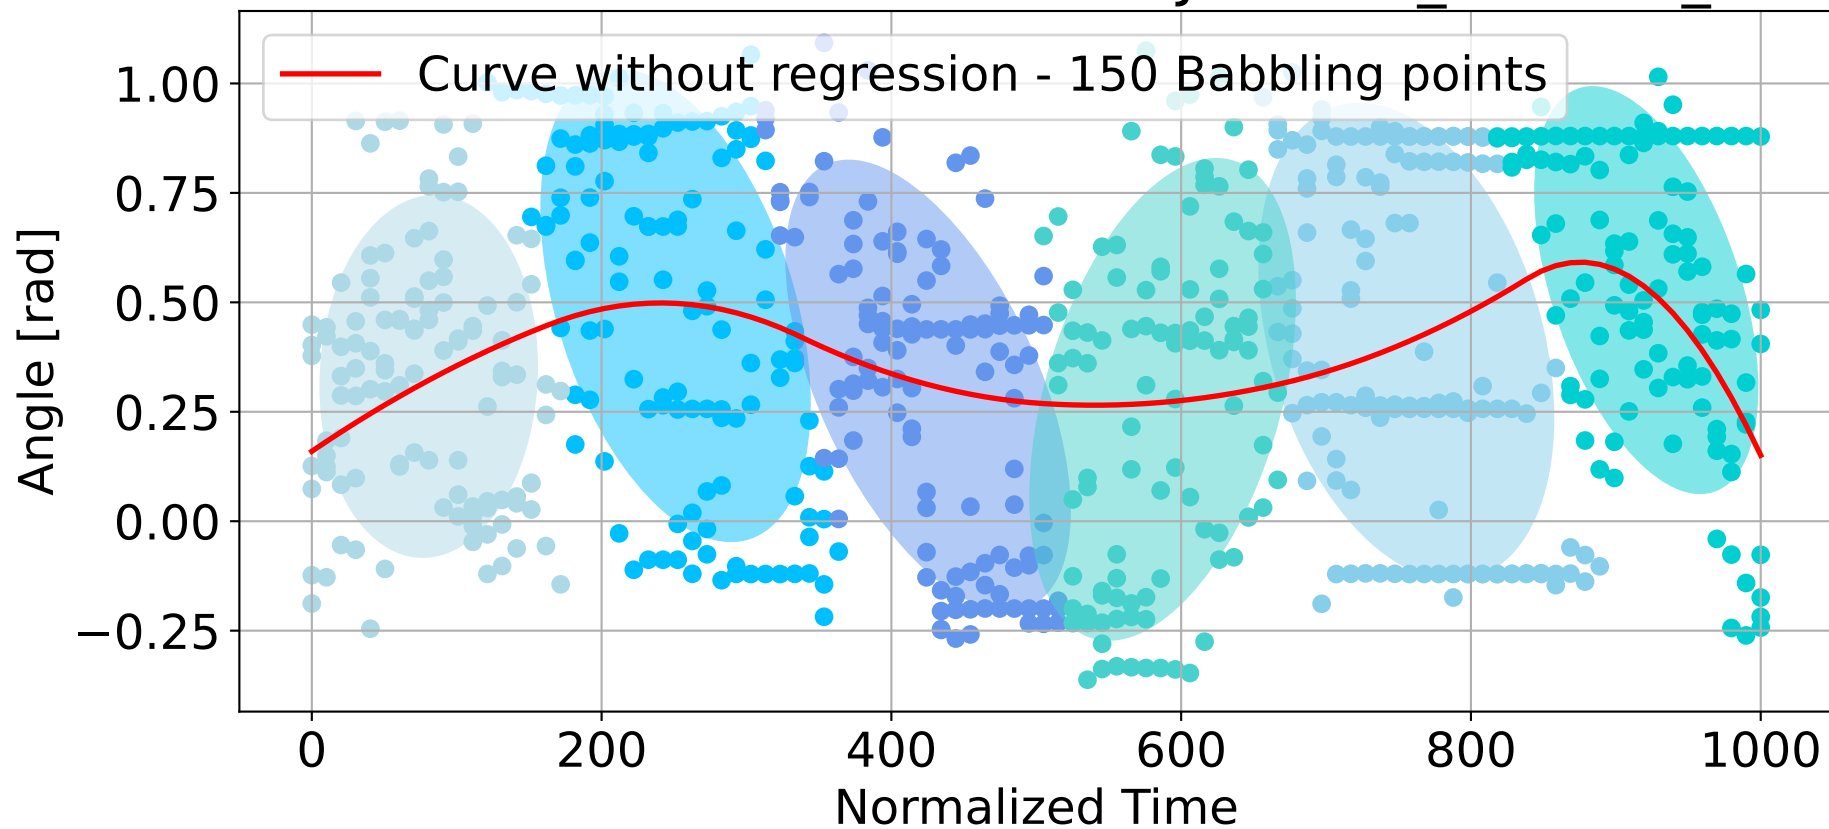 Curve without regression - 150 Babbling points
1.00
0.75
0.50
0.25
0.00
−0.25
Angle [rad]
0 200 400 600 800 1000
Normalized Time